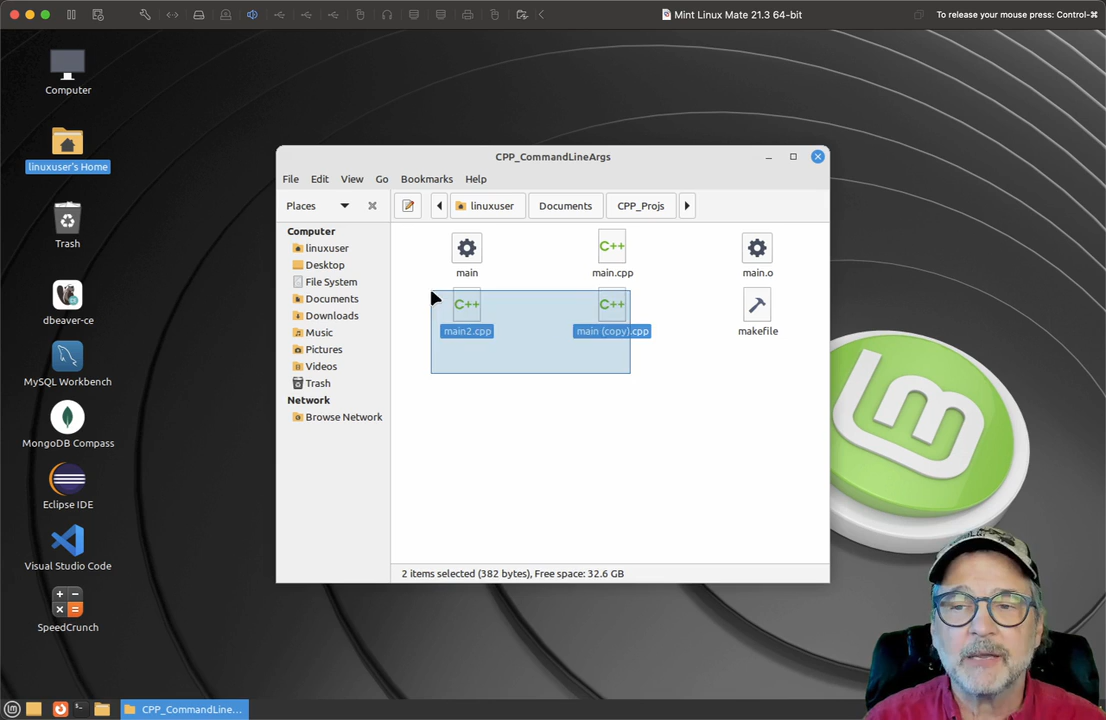 Mint Linux Mate 21.3 64-bit
To release your mouse press: Control-⌘
Computer
linuxuser's Home
Trash
dbeaver-ce
MySQL Workbench
MongoDB Compass
Eclipse IDE
Visual Studio Code
SpeedCrunch
CPP_CommandLineArgs
File Edit View Go Bookmarks Help
Places
linuxuser Documents CPP_Projs
Computer
linuxuser
Desktop
File System
Documents
Downloads
Music
Pictures
Videos
Trash
Network
Browse Network
C++
main main.cpp main.o
C++ C++
main2.cpp main (copy).cpp makefile
2 items selected (382 bytes), Free space: 32.6 GB
CPP_CommandLine...